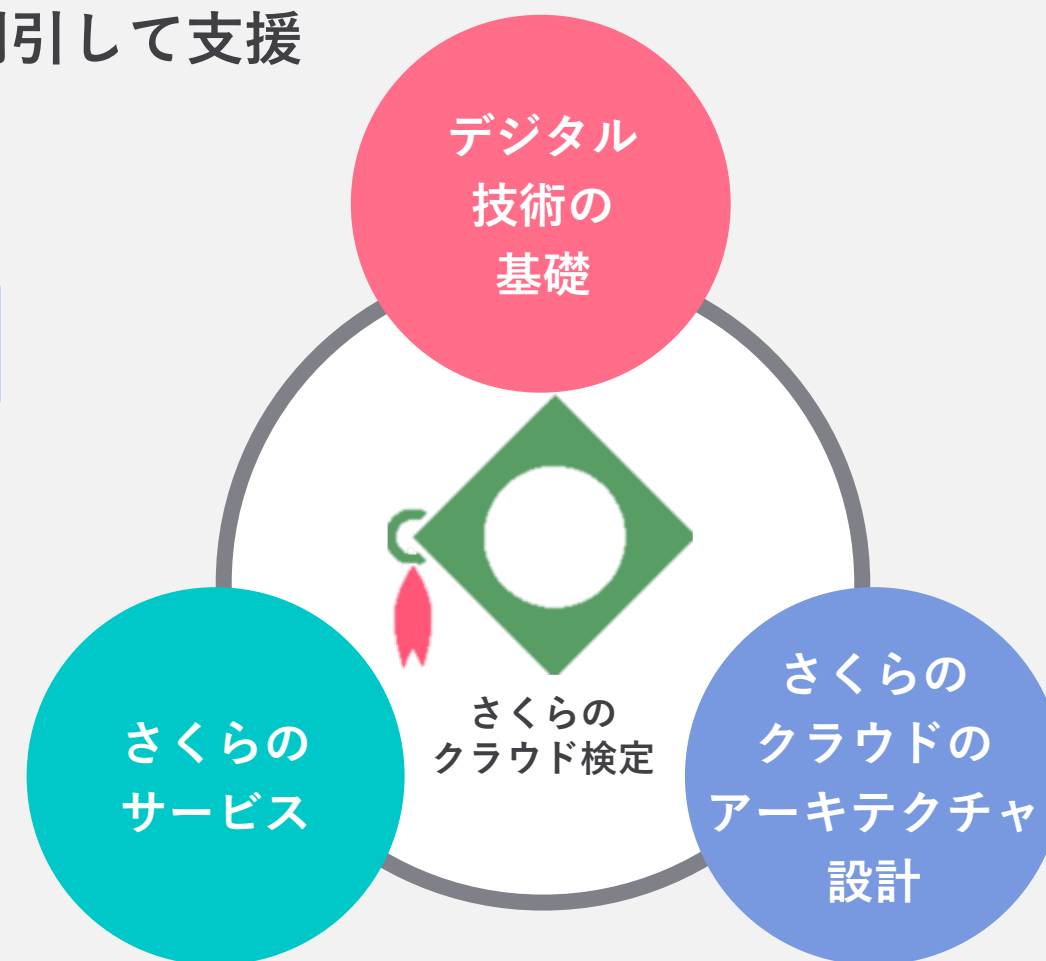 引して支援
デジタル
技術の
基礎
さくらの
クラウド検定
さくらの
サービス
さくらの
クラウドの
アーキテクチャ
設計